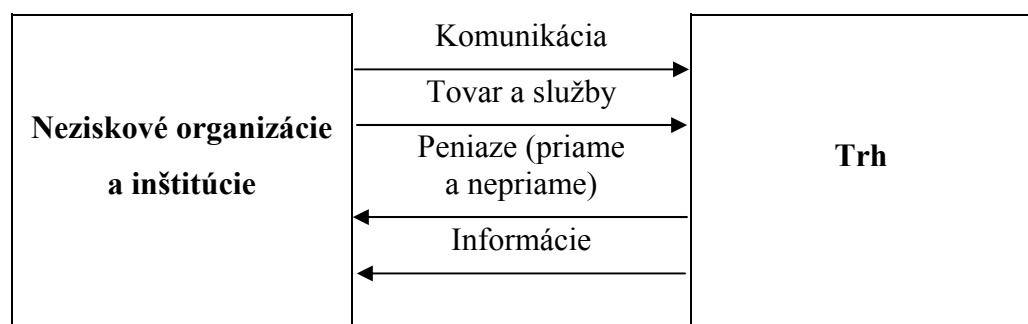 Neziskové organizácie
a inštitúcie
Komunikácia
Tovar a služby
Peniaze (priame
a nepriame)
Informácie
Trh